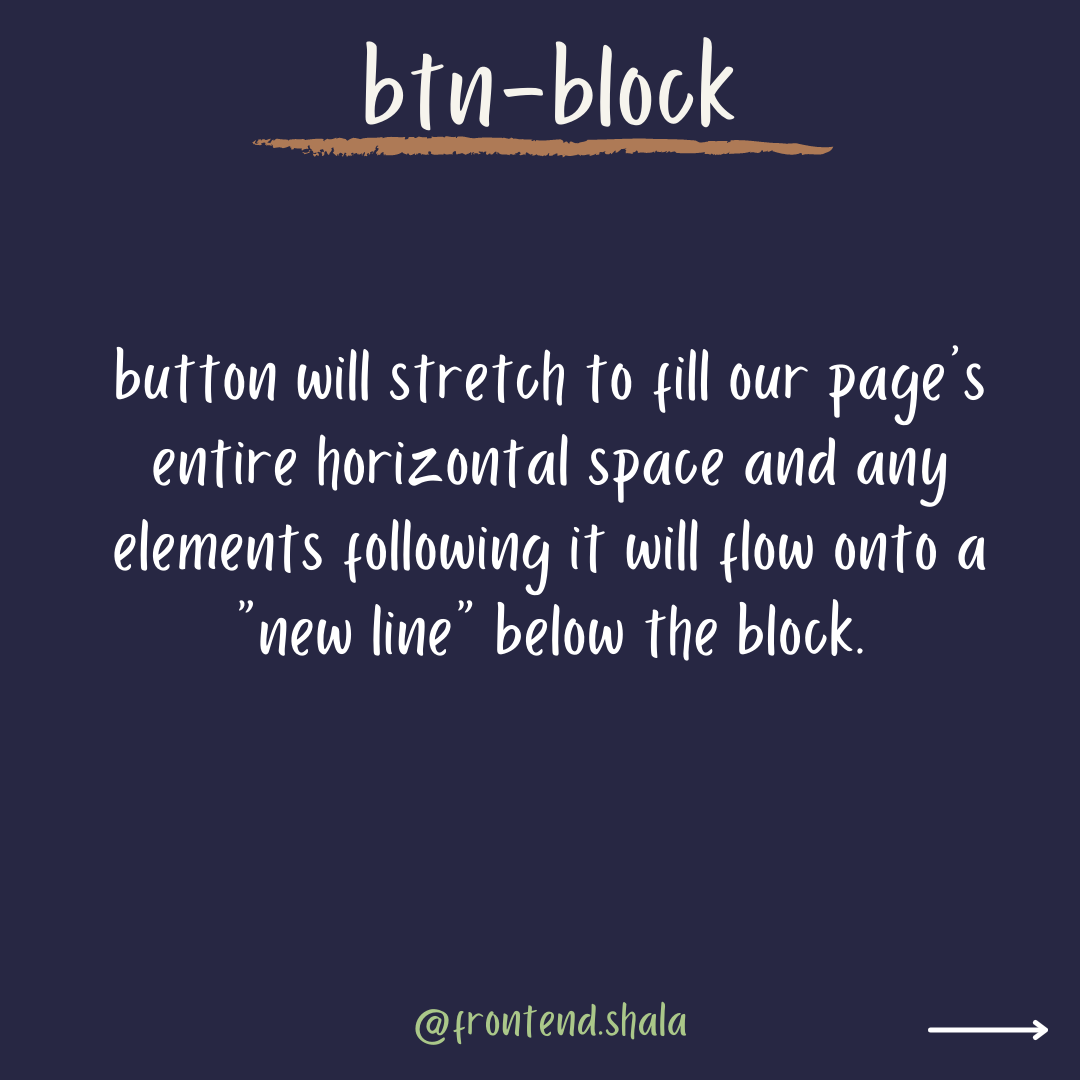 btn-block
button will stretch to fill our page's
entire horizontal space and any
elements following it will flow onto a
"new line" below the block.
@frontend.shala